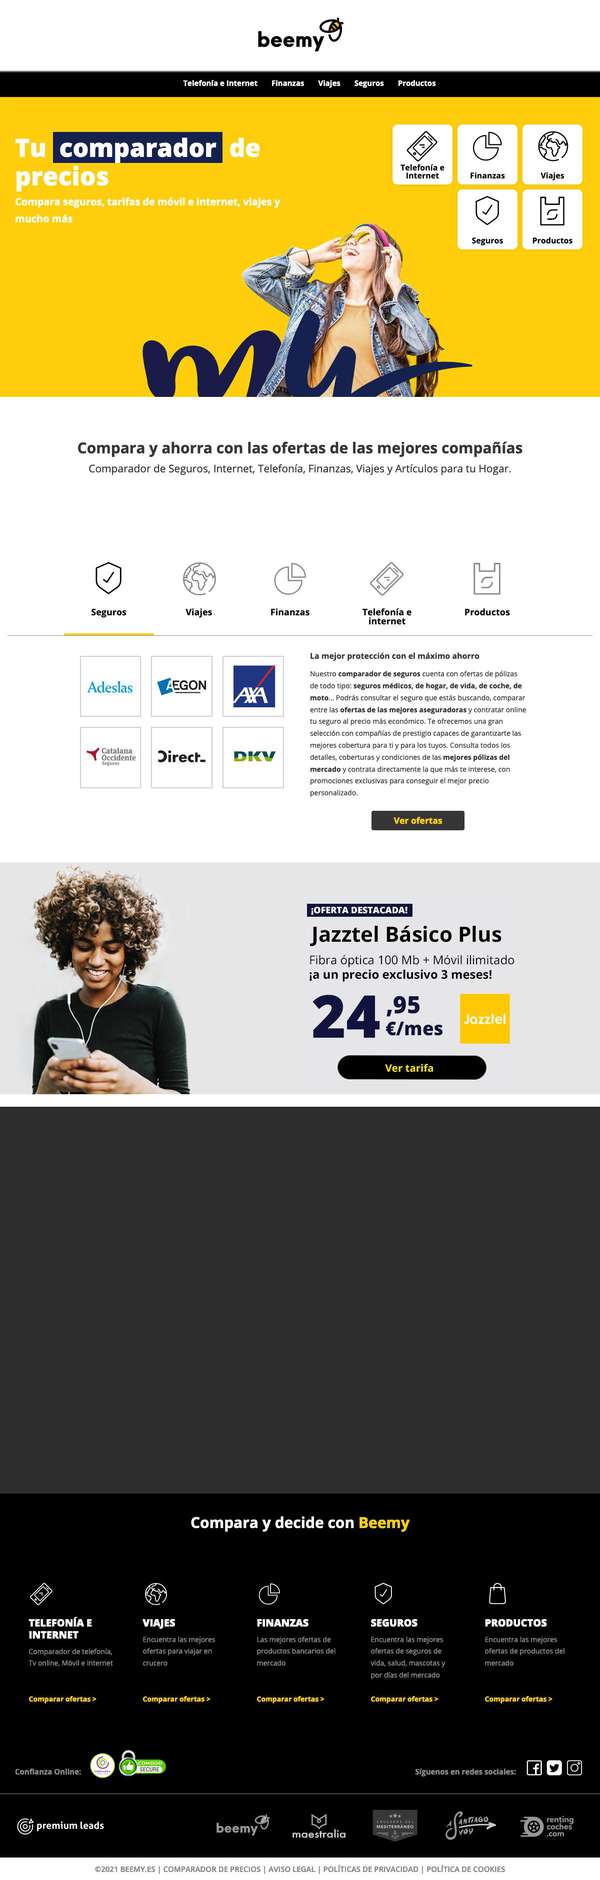 beemy
Telefonía e Internet Finanzas Viajes Seguros Productos
Tu comparador de
precios
Compara seguros, tarifas de móvil e internet, viajes y
mucho más
Telefonía e
Internet
Finanzas
Viajes
Seguros
Productos
my
Compara y ahorra con las ofertas de las mejores compañías
Comparador de Seguros, Internet, Telefonía, Finanzas, Viajes y Artículos para tu Hogar.
Seguros
Viajes
Finanzas
Telefonía e
internet
Productos
Adeslas
AEGON
AXA
Catalana
Occidente
Seguros
Direct
DKV
La mejor protección con el máximo ahorro
Nuestro comparador de seguros cuenta con ofertas de pólizas
de todo tipo: seguros médicos, de hogar, de vida, de coche, de
moto... Podrás consultar el seguro que estás buscando, comparar
entre las ofertas de las mejores aseguradoras y contratar online
tu seguro al precio más económico. Te ofrecemos una gran
selección con compañías de prestigio capaces de garantizarte las
mejores cobertura para ti y para los tuyos. Consulta todos los
detalles, coberturas y condiciones de las mejores pólizas del
mercado y contrata directamente la que más te interese, con
promociones exclusivas para conseguir el mejor precio
personalizado.
Ver ofertas
¡OFERTA DESTACADA!
Jazztel Básico Plus
Fibra óptica 100 Mb + Móvil ilimitado
¡a un precio exclusivo 3 meses!
24,95
€/mes
Jazztel
Ver tarifa
Compara y decide con Beemy
TELEFONÍA E
INTERNET
Comparador de telefonía,
Tv online, Móvil e Internet
Comparar ofertas >
VIAJES
Encuentra las mejores
ofertas para viajar en
crucero
Comparar ofertas >
FINANZAS
Las mejores ofertas de
productos bancarios del
mercado
Comparar ofertas >
SEGUROS
Encuentra las mejores
ofertas de seguros de
vida, salud, mascotas y
por días del mercado
Comparar ofertas >
PRODUCTOS
Encuentra las mejores
ofertas de productos del
mercado
Comparar ofertas >
Confianza Online:
COMODO
SECURE
Síguenos en redes sociales:
premium leads
beemy
maestralia
CRUCEROS DEL
MEDITERRÁNEO
A SANTIAGO
VOY
renting
coches
.com
©2021 BEEMY.ES | COMPARADOR DE PRECIOS | AVISO LEGAL | POLÍTICAS DE PRIVACIDAD | POLÍTICA DE COOKIES